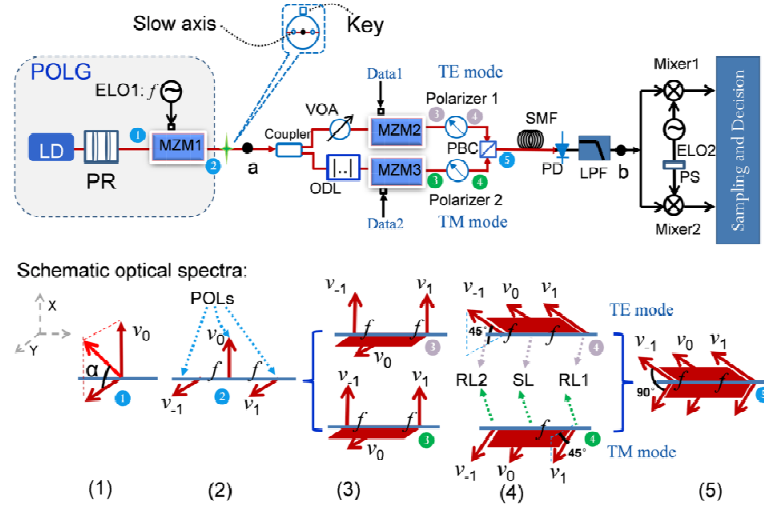 Slow axis
Key
POLG
ELO1: f
LD
PR
1
MZM1
2
a
Coupler
VOA
ODL
Data1
MZM2
MZM3
Data2
TE mode
Polarizer 1
3
4
PBC
5
3
4
Polarizer 2
TM mode
SMF
PD
LPF
b
Mixer1
ELO2
PS
Mixer2
Sampling and Decision
Schematic optical spectra:
X
Y
α
v0
1
POLs
v0
f
f
v-1
v1
2
v-1
v1
f
f
v0
3
v-1
v1
f
f
v0
3
v-1
v0
v1
45°
f
f
4
TE mode
RL2
SL
RL1
f
f
4
45°
v-1
v0
v1
TM mode
v-1
v0
v1
90°
f
f
5
(1)
(2)
(3)
(4)
(5)